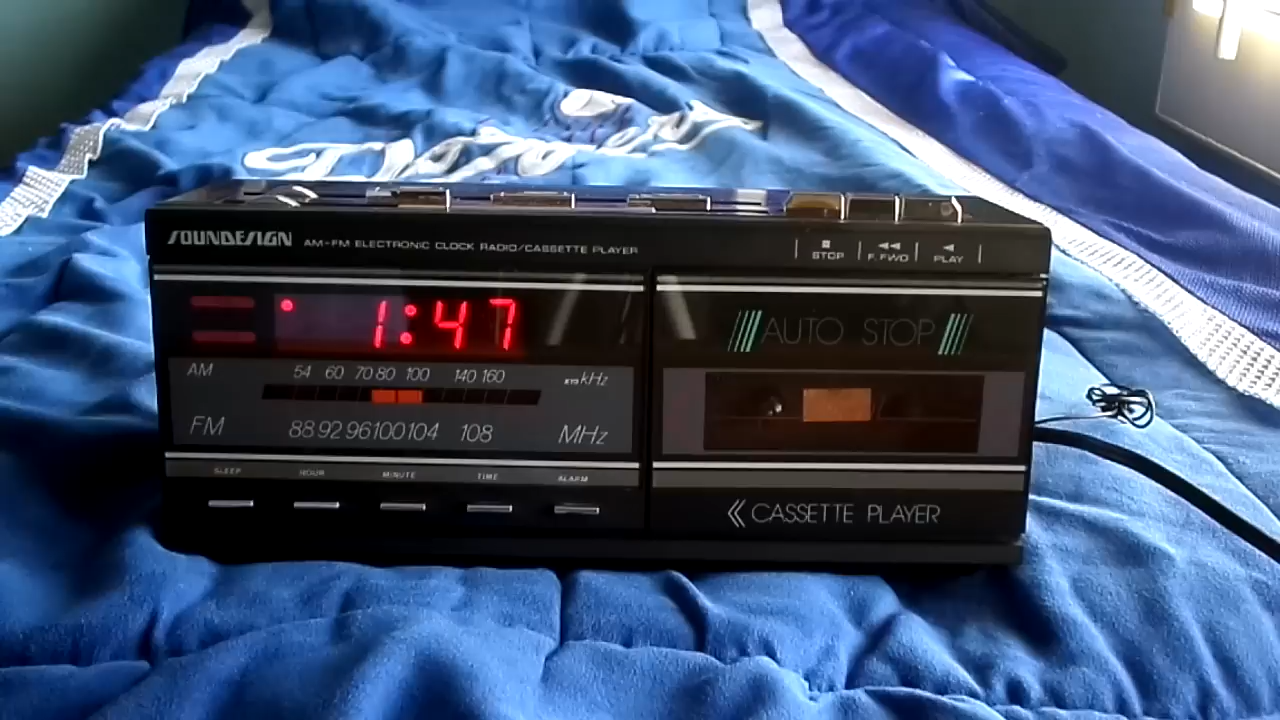 SOUNDESIGN AM-FM ELECTRONIC CLOCK RADIO/CASSETTE PLAYER
STOP F. FWD PLAY
1:47
AUTO STOP
AM 54 60 70 80 100 140 160 kHz
FM 88 92 96 100 104 108 MHz
SLEEP HOUR MINUTE TIME ALARM
CASSETTE PLAYER